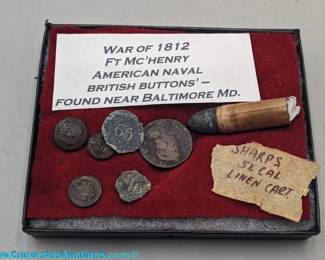 WAR OF 1812
FT MC'HENRY
AMERICAN NAVAL
BRITISH BUTTONS' –
FOUND NEAR BALTIMORE MD.
65
SHARPS
52 CAL
LINEN CART.